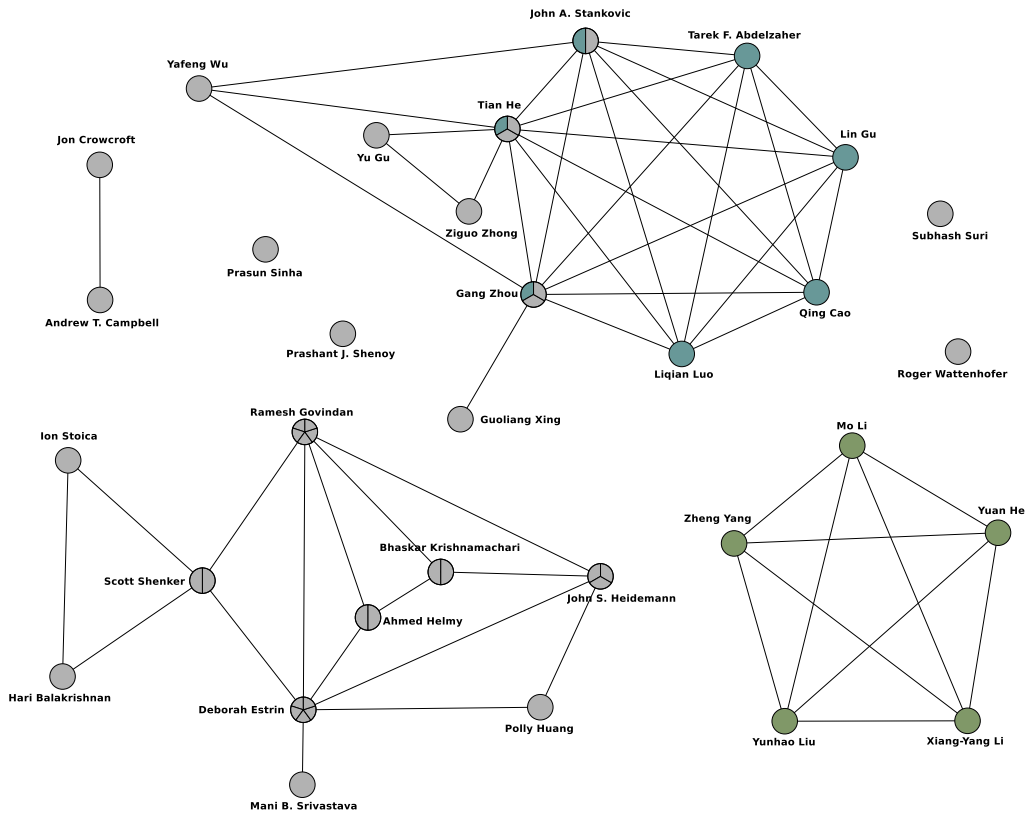 John A. Stankovic
Tarek F. Abdelzaher
Yafeng Wu
Tian He
Lin Gu
Jon Crowcroft
Yu Gu
Ziguo Zhong
Subhash Suri
Prasun Sinha
Gang Zhou
Qing Cao
Andrew T. Campbell
Prashant J. Shenoy
Liqian Luo
Roger Wattenhofer
Ramesh Govindan
Guoliang Xing
Mo Li
Ion Stoica
Yuan He
Zheng Yang
Bhaskar Krishnamachari
Scott Shenker
John S. Heidemann
Ahmed Helmy
Hari Balakrishnan
Deborah Estrin
Polly Huang
Yunhao Liu
Xiang-Yang Li
Mani B. Srivastava